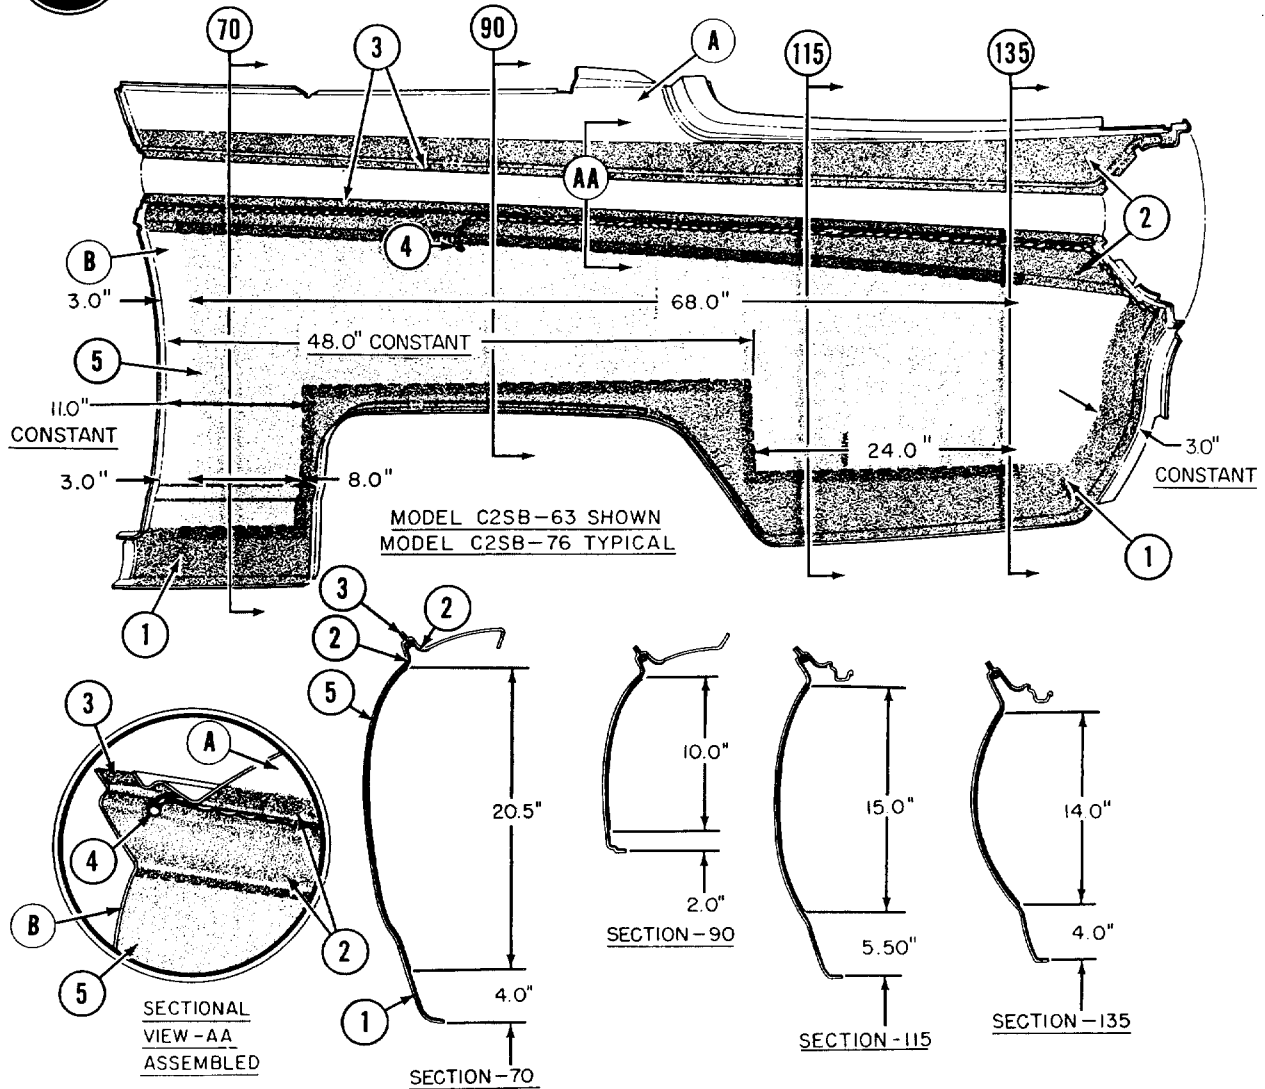 70
90
A
3
115
135
AA
2
4
B
3.0"
68.0"
48.0" CONSTANT
5
11.0"
CONSTANT
24.0"
3.0"
CONSTANT
3.0"
8.0"
MODEL C2SB-63 SHOWN
MODEL C2SB-76 TYPICAL
1
1
3
2
2
5
3
A
4
B
2
5
SECTIONAL
VIEW-AA
ASSEMBLED
20.5"
4.0"
1
SECTION-70
10.0"
2.0"
SECTION-90
15.0"
5.50"
SECTION-115
14.0"
4.0"
SECTION-135